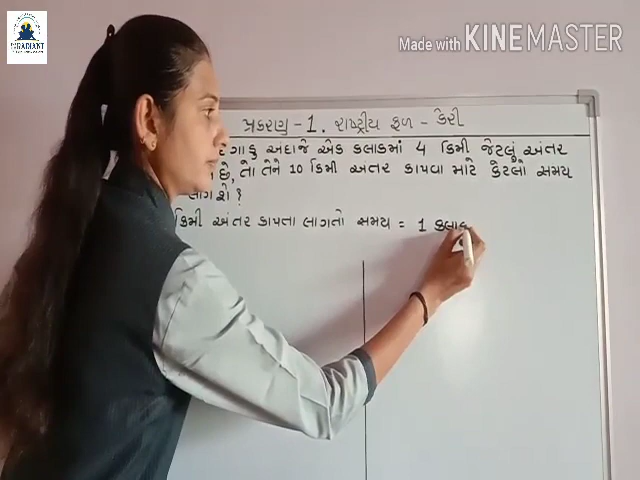 RADIANT
Made with KINEMASTER
પ્રકરણ - 1. રાષ્ટ્રીય ફળ - કેરી
ગાડુ અંદાજે એક કલાકમાં 4 કિમી જેટલું અંતર
છે, તો તેને 10 કિમી અંતર કાપવા માટે કેટલો સમય
લાગશે ?
કિમી અંતર કાપતા લાગતો સમય = 1 કલાક